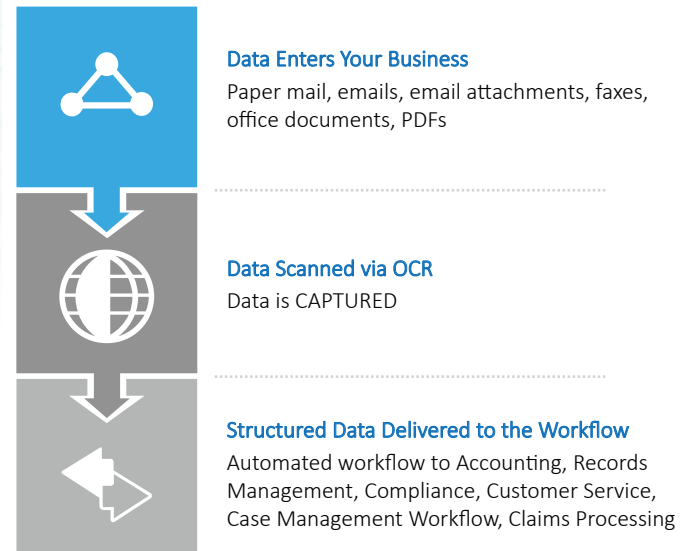 Data Enters Your Business
Paper mail, emails, email attachments, faxes,
office documents, PDFs
Data Scanned via OCR
Data is CAPTURED
Structured Data Delivered to the Workflow
Automated workflow to Accounting, Records
Management, Compliance, Customer Service,
Case Management Workflow, Claims Processing